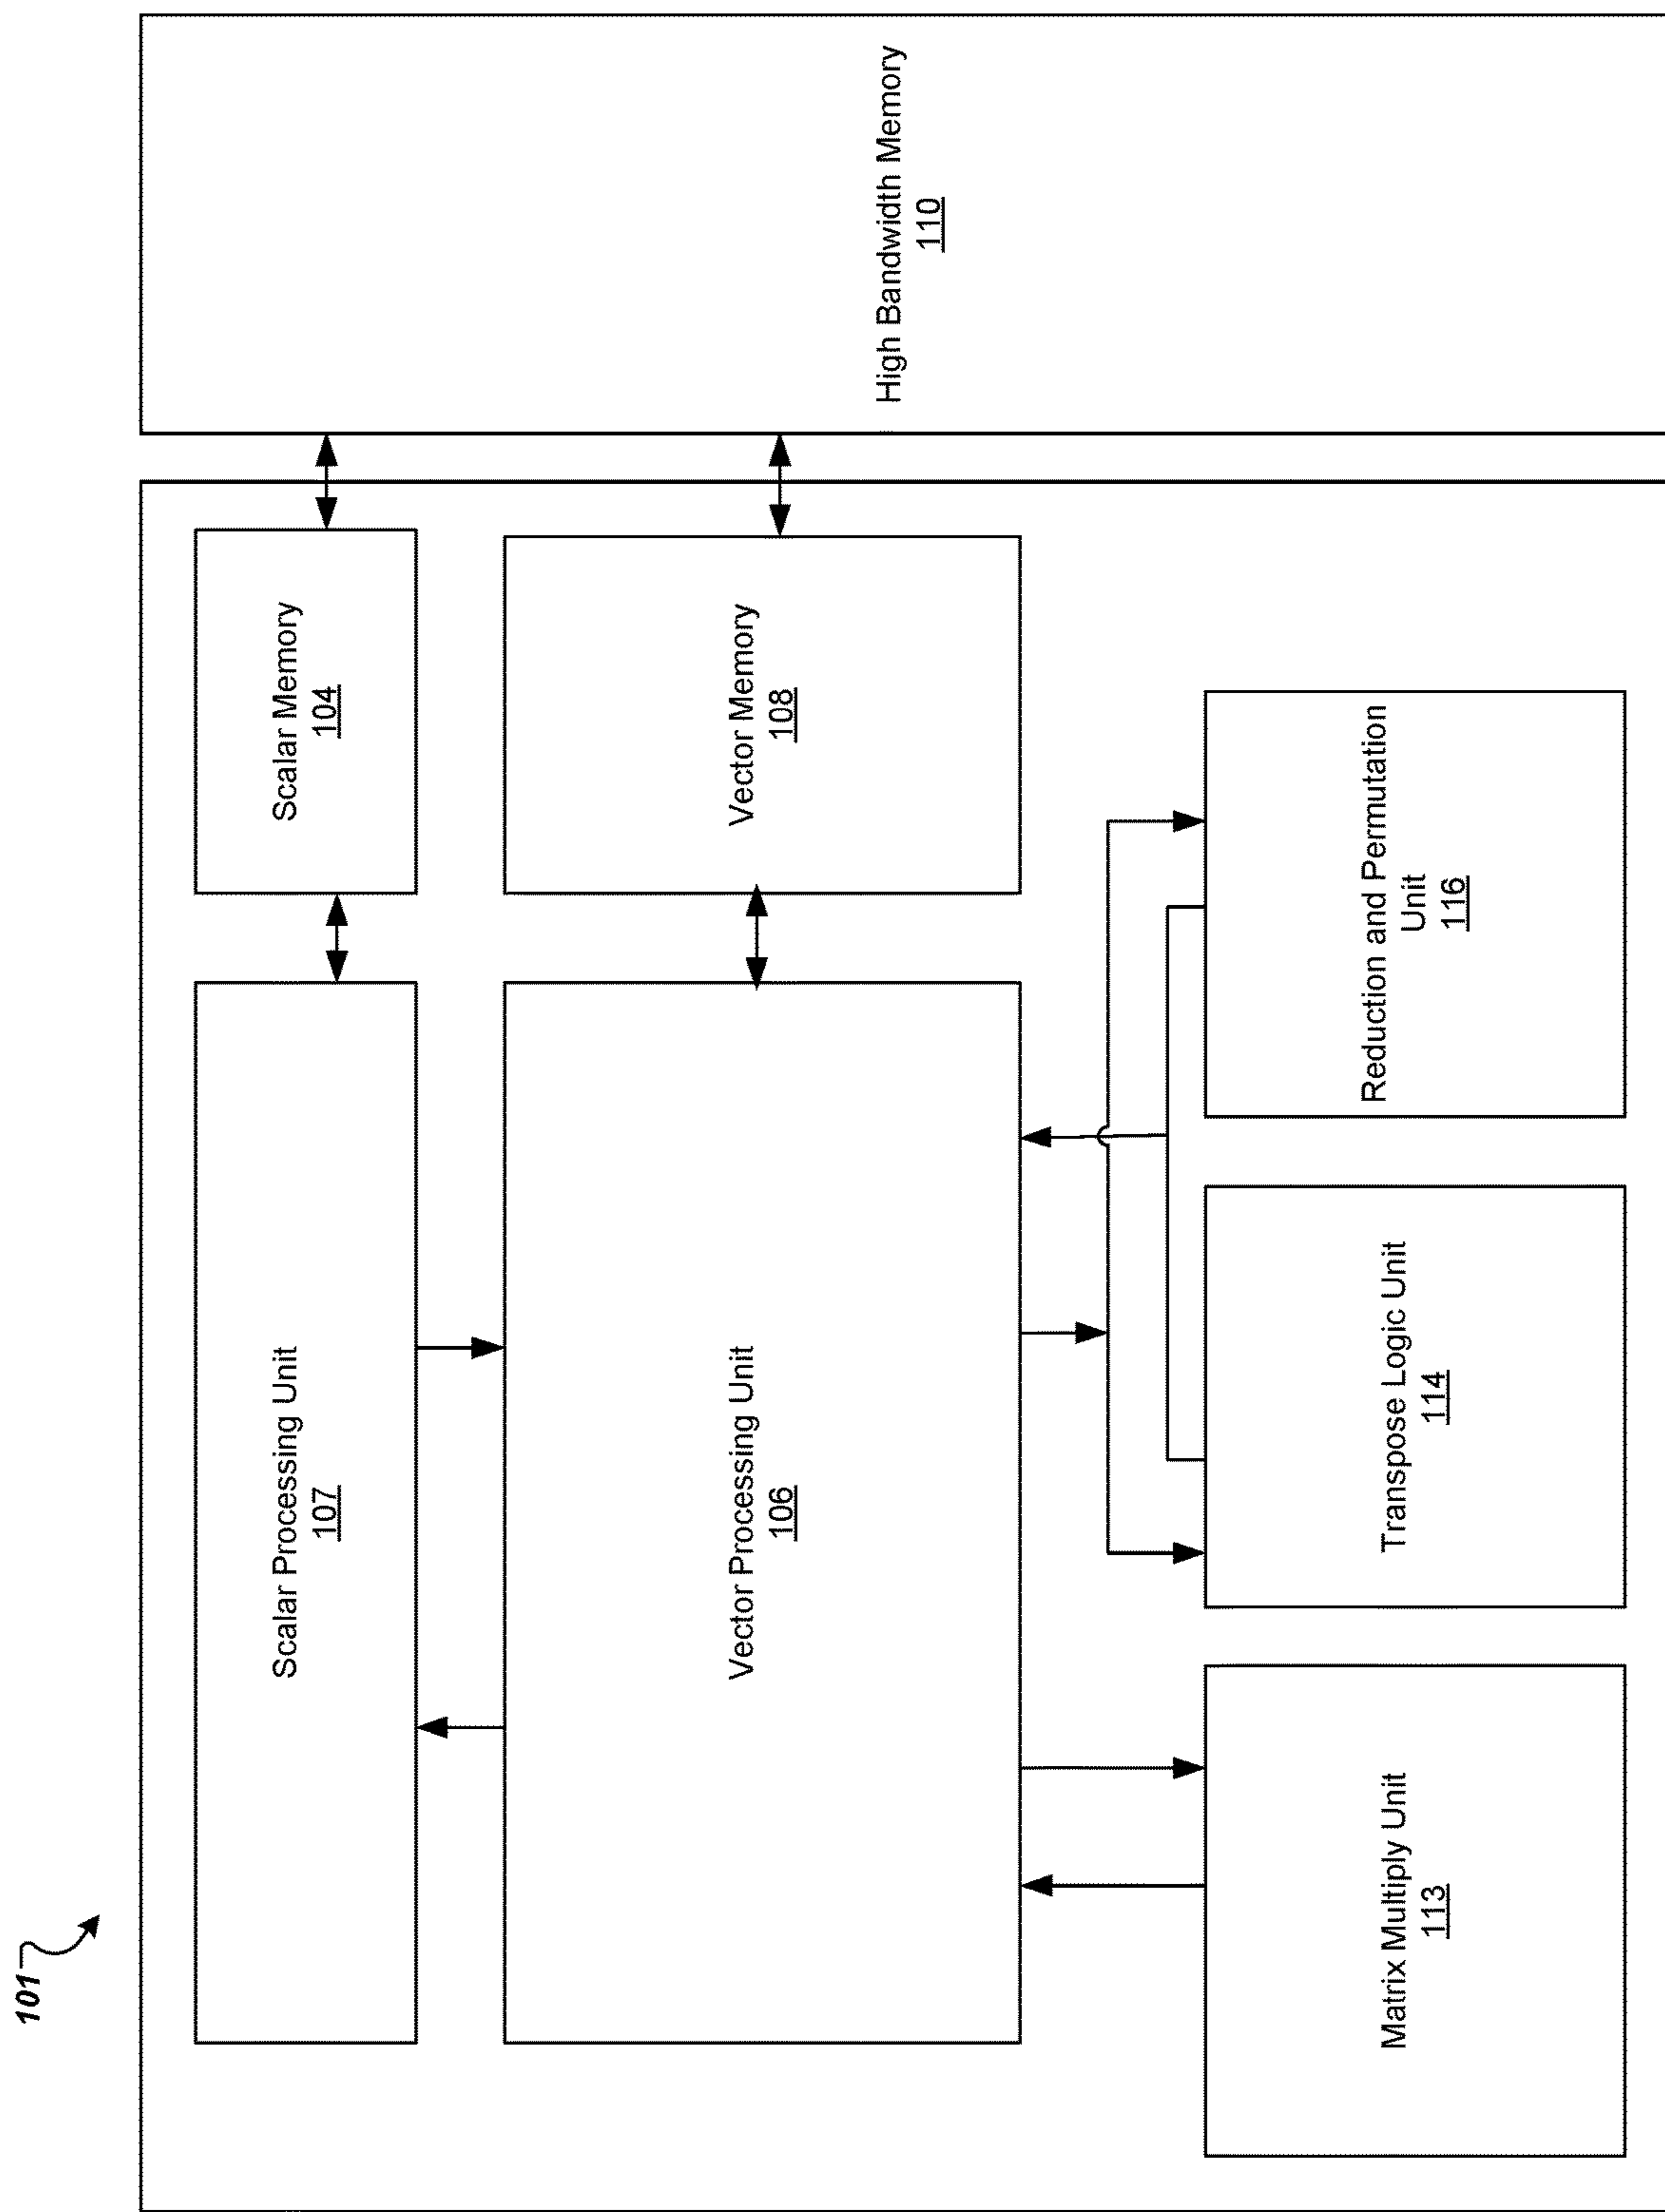 101
Scalar Processing Unit
107
Scalar Memory
104
Vector Processing Unit
106
Vector Memory
108
High Bandwidth Memory
110
Matrix Multiply Unit
113
Transpose Logic Unit
114
Reduction and Permutation
Unit
116